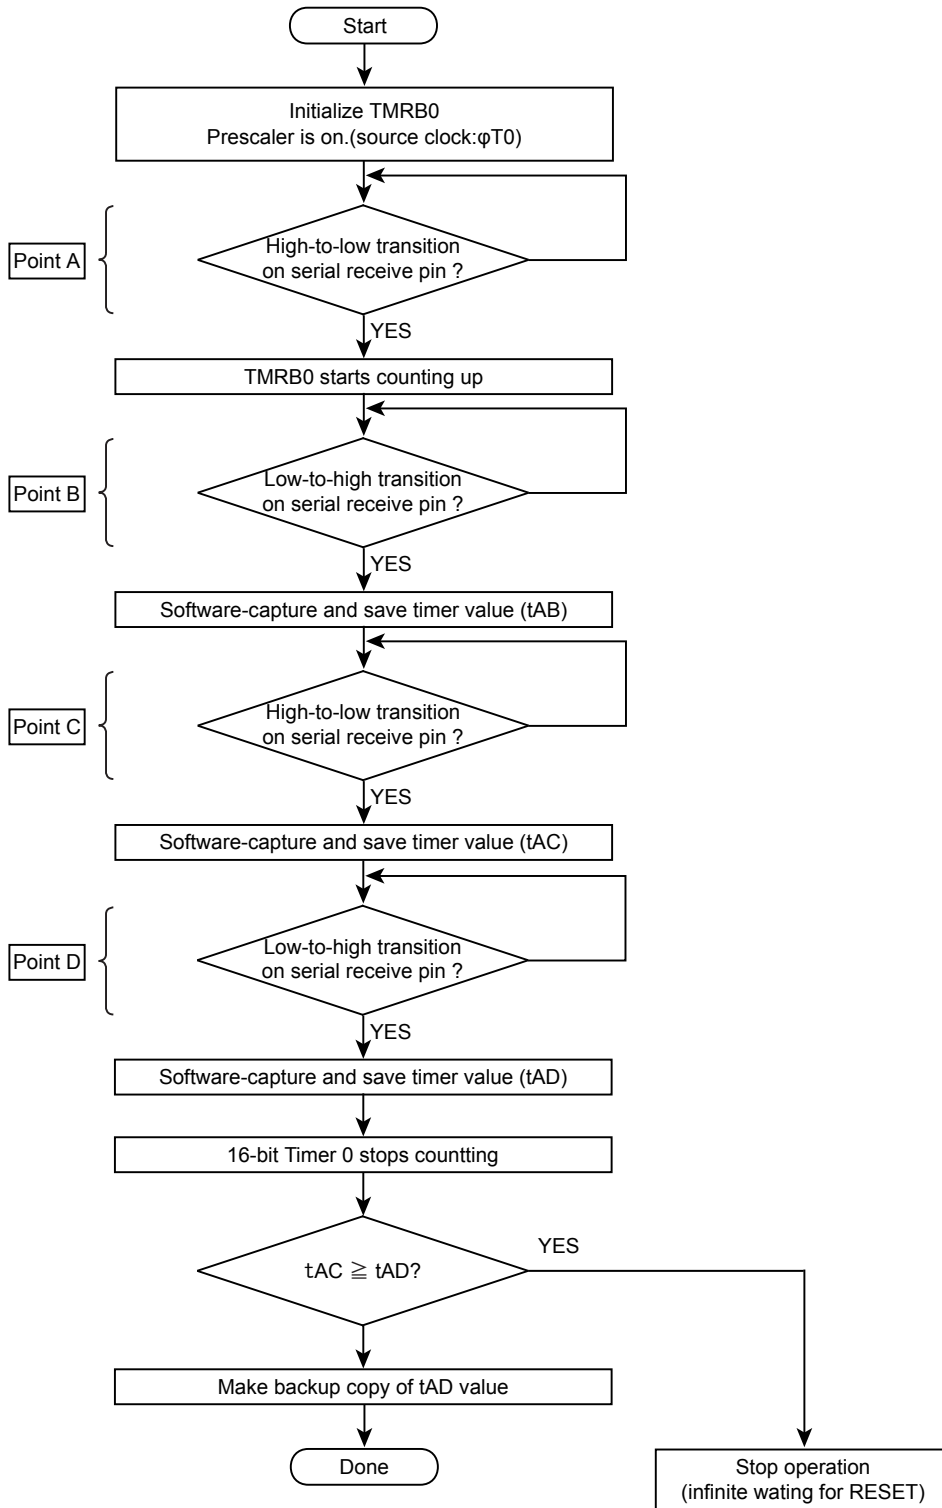 Start
Initialize TMRB0
Prescaler is on.(source clock:φT0)
Point A
High-to-low transition
on serial receive pin ?
YES
TMRB0 starts counting up
Point B
Low-to-high transition
on serial receive pin ?
YES
Software-capture and save timer value (tAB)
Point C
High-to-low transition
on serial receive pin ?
YES
Software-capture and save timer value (tAC)
Point D
Low-to-high transition
on serial receive pin ?
YES
Software-capture and save timer value (tAD)
16-bit Timer 0 stops countting
YES
tAC ≧ tAD?
Make backup copy of tAD value
Done
Stop operation
(infinite wating for RESET)